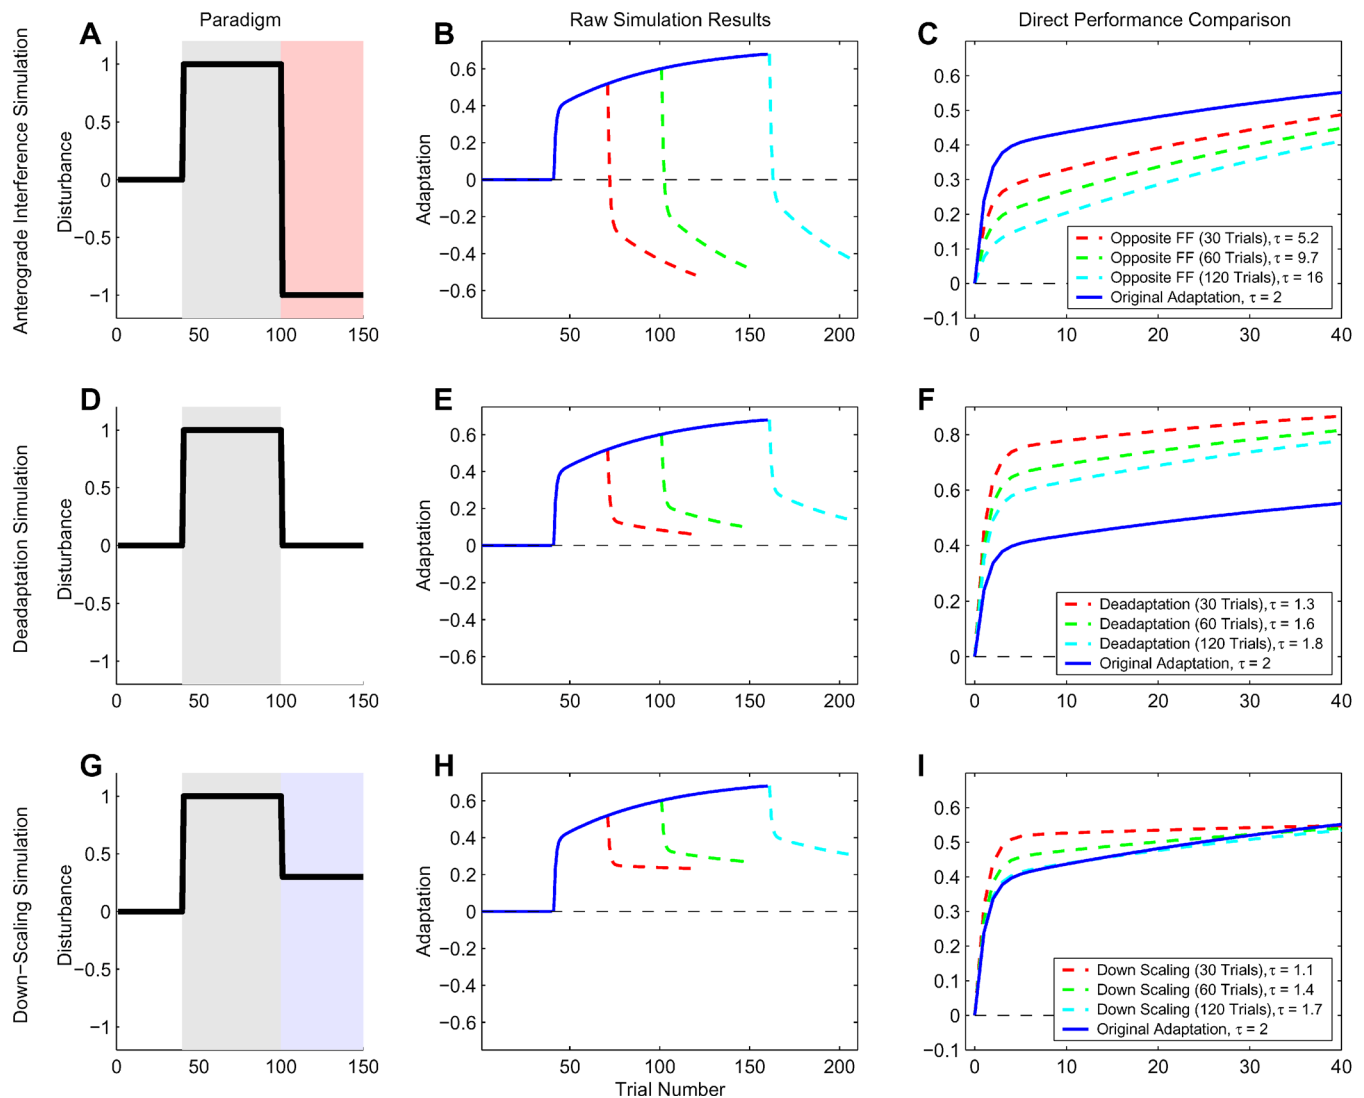 Paradigm
Raw Simulation Results
Direct Performance Comparison
Anterograde Interference Simulation
A
Disturbance
1
0.5
0
−0.5
−1
0 50 100 150
B
Adaptation
0.6
0.4
0.2
0
−0.2
−0.4
−0.6
50 100 150 200
C
0.6
0.5
0.4
0.3
0.2
0.1
0
−0.1
0 10 20 30 40
Opposite FF (30 Trials), τ = 5.2
Opposite FF (60 Trials), τ = 9.7
Opposite FF (120 Trials), τ = 16
Original Adaptation, τ = 2
Deadaptation Simulation
D
Disturbance
1
0.5
0
−0.5
−1
0 50 100 150
E
Adaptation
0.6
0.4
0.2
0
−0.2
−0.4
−0.6
50 100 150 200
F
0.8
0.6
0.4
0.2
0
0 10 20 30 40
Deadaptation (30 Trials), τ = 1.3
Deadaptation (60 Trials), τ = 1.6
Deadaptation (120 Trials), τ = 1.8
Original Adaptation, τ = 2
Down−Scaling Simulation
G
Disturbance
1
0.5
0
−0.5
−1
0 50 100 150
H
Adaptation
0.6
0.4
0.2
0
−0.2
−0.4
−0.6
50 100 150 200
Trial Number
I
0.6
0.5
0.4
0.3
0.2
0.1
0
−0.1
0 10 20 30 40
Down Scaling (30 Trials), τ = 1.1
Down Scaling (60 Trials), τ = 1.4
Down Scaling (120 Trials), τ = 1.7
Original Adaptation, τ = 2